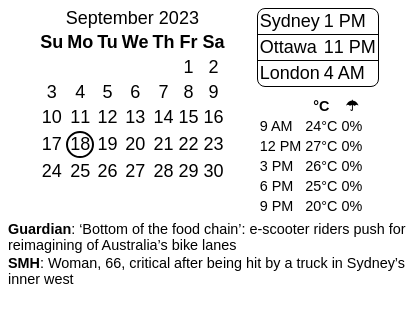 September 2023
Su Mo Tu We Th Fr Sa
1 2
3 4 5 6 7 8 9
10 11 12 13 14 15 16
17 18 19 20 21 22 23
24 25 26 27 28 29 30
Sydney 1 PM
Ottawa 11 PM
London 4 AM
°C ☂
9 AM 24°C 0%
12 PM 27°C 0%
3 PM 26°C 0%
6 PM 25°C 0%
9 PM 20°C 0%
Guardian: ‘Bottom of the food chain’: e-scooter riders push for
reimagining of Australia’s bike lanes
SMH: Woman, 66, critical after being hit by a truck in Sydney’s
inner west